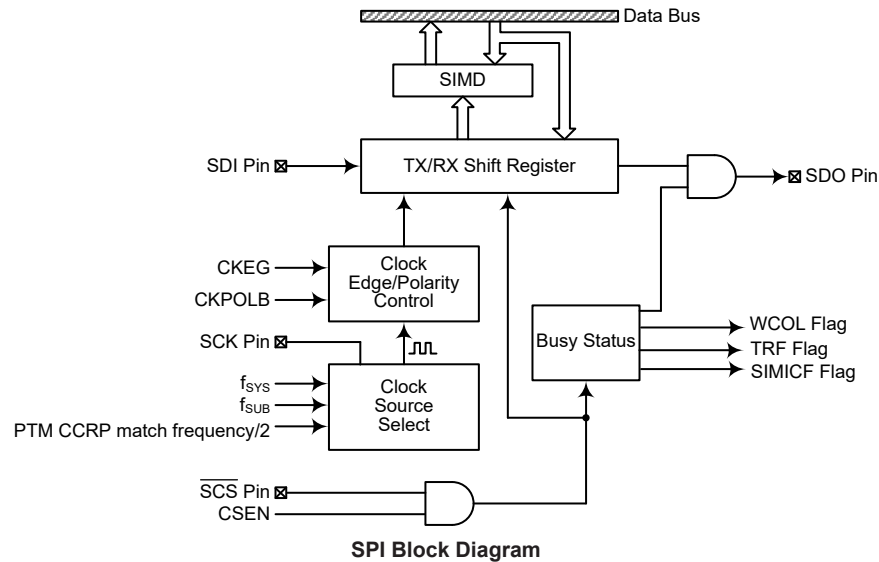 Data Bus
SIMD
SDI Pin
TX/RX Shift Register
SDO Pin
CKEG
CKPOLB
Clock
Edge/Polarity
Control
SCK Pin
Busy Status
WCOL Flag
TRF Flag
SIMICF Flag
fSYS
fSUB
PTM CCRP match frequency/2
Clock
Source
Select
SCS Pin
CSEN
SPI Block Diagram